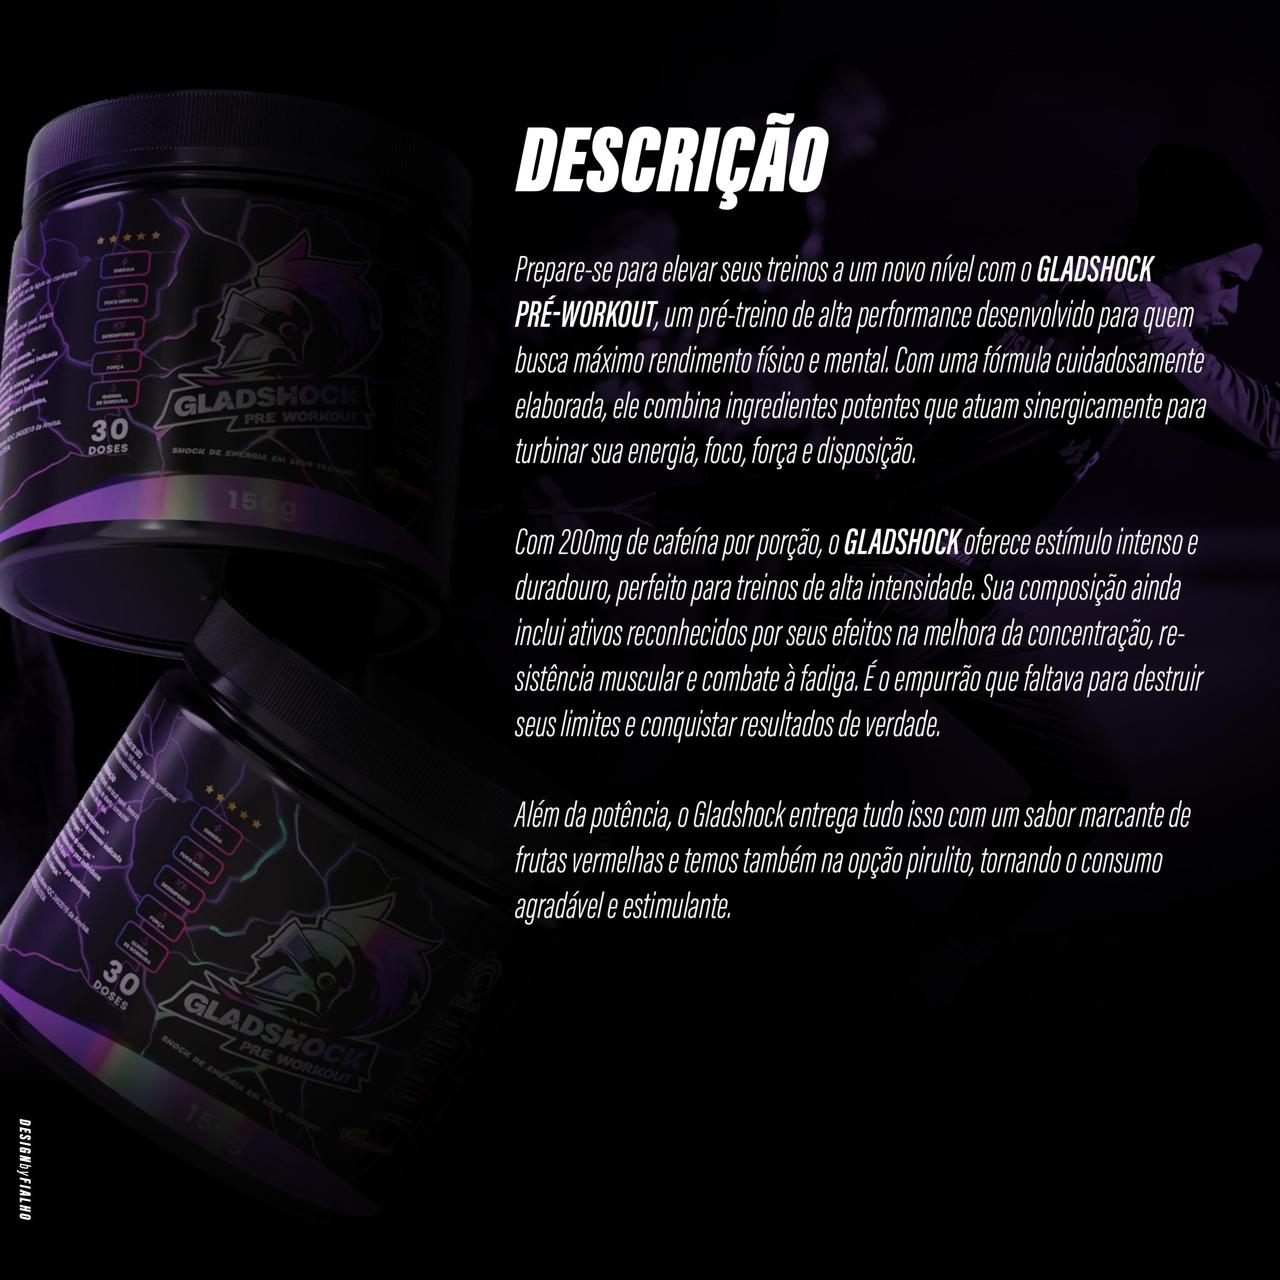 DESCRIÇÃO
Prepare-se para elevar seus treinos a um novo nível com o GLADSHOCK
PRÉ-WORKOUT, um pré-treino de alta performance desenvolvido para quem
busca máximo rendimento físico e mental. Com uma fórmula cuidadosamente
elaborada, ele combina ingredientes potentes que atuam sinergicamente para
turbinar sua energia, foco, força e disposição.
Com 200mg de cafeína por porção, o GLADSHOCK oferece estímulo intenso e
duradouro, perfeito para treinos de alta intensidade. Sua composição ainda
inclui ativos reconhecidos por seus efeitos na melhora da concentração, re-
sistência muscular e combate à fadiga. É o empurrão que faltava para destruir
seus limites e conquistar resultados de verdade.
Além da potência, o Gladshock entrega tudo isso com um sabor marcante de
frutas vermelhas e temos também na opção pirulito, tornando o consumo
agradável e estimulante.
ENERGIA
FOCO MENTAL
DESEMPENHO
FORÇA
QUEIMA
DE GORDURA
30
DOSES
GLADSHOCK
PRE WORKOUT
SHOCK DE ENERGIA EM SEUS TREINOS
150g
ENERGIA
FOCO MENTAL
DESEMPENHO
FORÇA
QUEIMA
DE GORDURA
30
DOSES
GLADSHOCK
PRE WORKOUT
SHOCK DE ENERGIA EM SEUS TREINOS
150g
DESIGNbyFIALHO